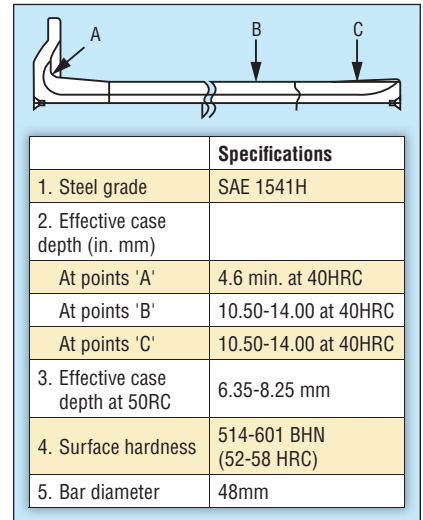 A
B
C
Specifications
1. Steel grade SAE 1541H
2. Effective case
depth (in. mm)
At points 'A' 4.6 min. at 40HRC
At points 'B' 10.50-14.00 at 40HRC
At points 'C' 10.50-14.00 at 40HRC
3. Effective case
depth at 50RC
6.35-8.25 mm
4. Surface hardness
514-601 BHN
(52-58 HRC)
5. Bar diameter 48mm